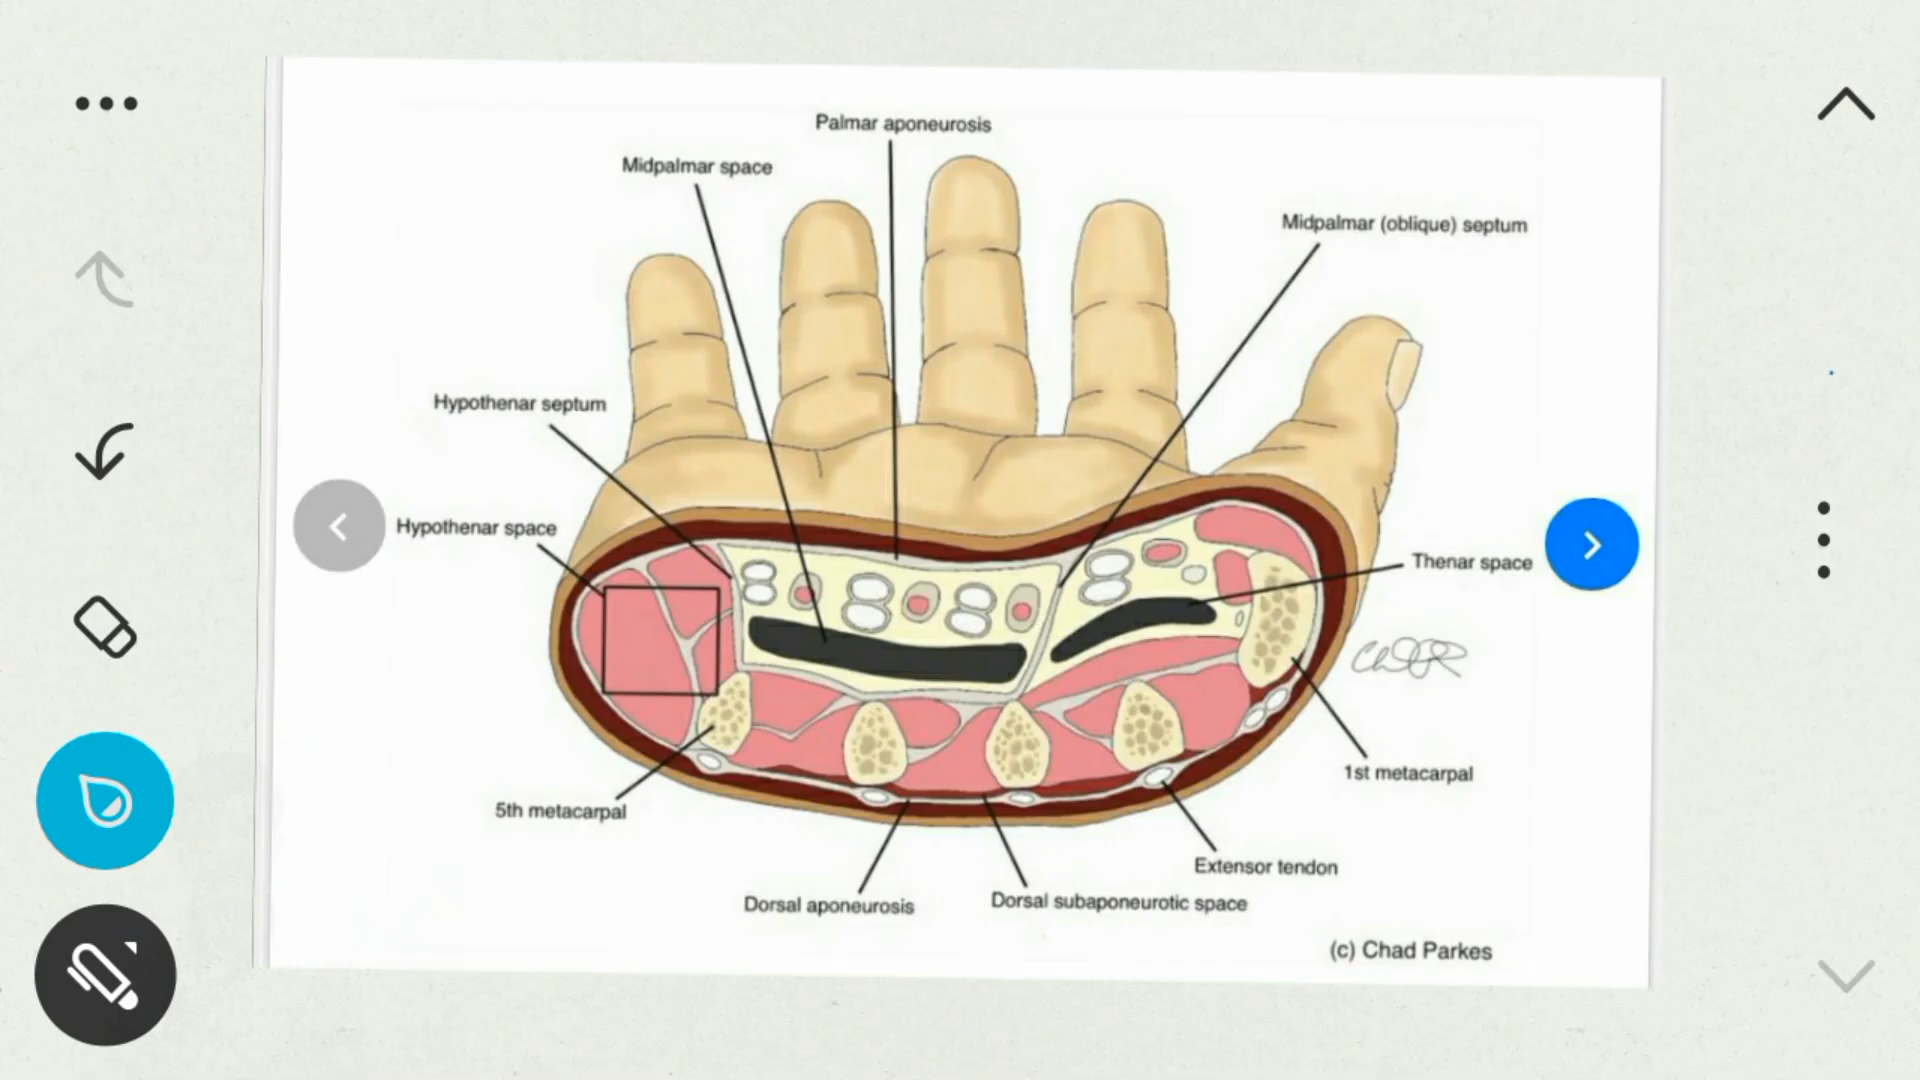 Palmar aponeurosis
Midpalmar space
Midpalmar (oblique) septum
Hypothenar septum
Hypothenar space
Thenar space
1st metacarpal
5th metacarpal
Extensor tendon
Dorsal aponeurosis
Dorsal subaponeurotic space
(c) Chad Parkes